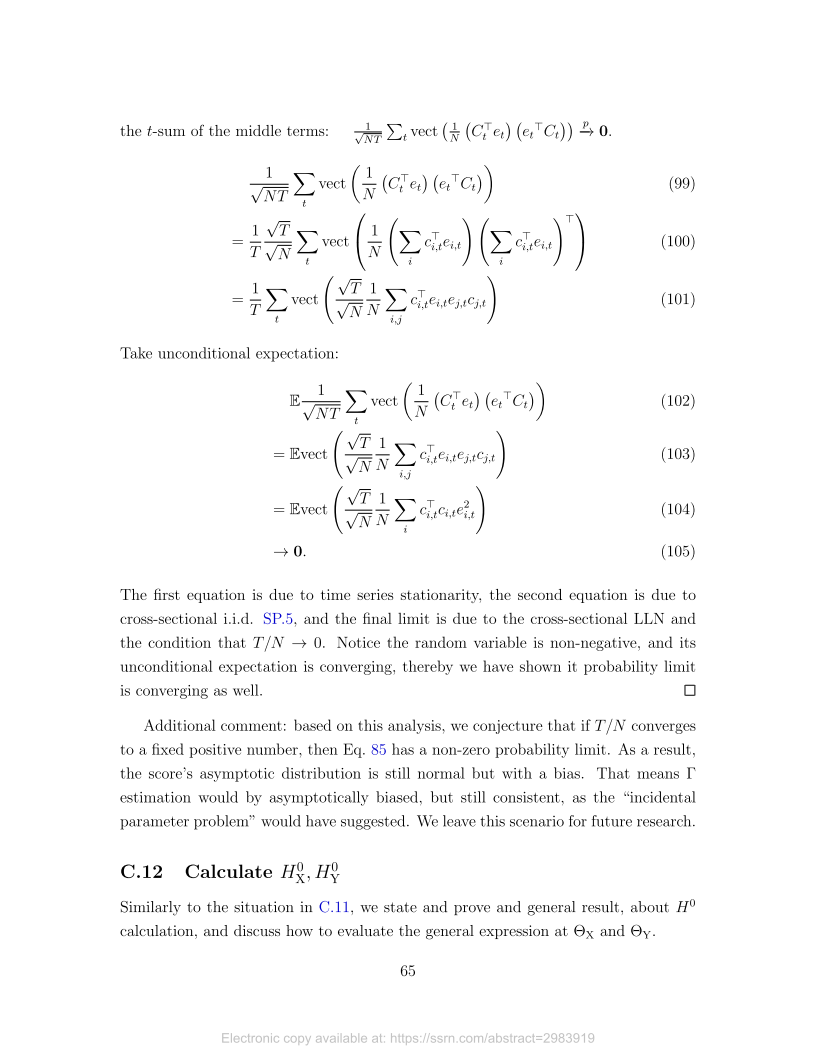 the t-sum of the middle terms: $\frac{1}{\sqrt{NT}} \sum_t \text{vect} \left( \frac{1}{N} \left( C_t^\top e_t \right) \left( e_t{}^\top C_t \right) \right) \xrightarrow{p} \mathbf{0}$.
$\frac{1}{\sqrt{NT}} \sum_t \text{vect} \left( \frac{1}{N} \left( C_t^\top e_t \right) \left( e_t{}^\top C_t \right) \right)$ (99)
$= \frac{1}{T} \frac{\sqrt{T}}{\sqrt{N}} \sum_t \text{vect} \left( \frac{1}{N} \left( \sum_i c_{i,t}^\top e_{i,t} \right) \left( \sum_i c_{i,t}^\top e_{i,t} \right)^\top \right)$ (100)
$= \frac{1}{T} \sum_t \text{vect} \left( \frac{\sqrt{T}}{\sqrt{N}} \frac{1}{N} \sum_{i,j} c_{i,t}^\top e_{i,t} e_{j,t} c_{j,t} \right)$ (101)
Take unconditional expectation:
$\mathbb{E} \frac{1}{\sqrt{NT}} \sum_t \text{vect} \left( \frac{1}{N} \left( C_t^\top e_t \right) \left( e_t{}^\top C_t \right) \right)$ (102)
$= \mathbb{E} \text{vect} \left( \frac{\sqrt{T}}{\sqrt{N}} \frac{1}{N} \sum_{i,j} c_{i,t}^\top e_{i,t} e_{j,t} c_{j,t} \right)$ (103)
$= \mathbb{E} \text{vect} \left( \frac{\sqrt{T}}{\sqrt{N}} \frac{1}{N} \sum_i c_{i,t}^\top c_{i,t} e_{i,t}^2 \right)$ (104)
$\to \mathbf{0}.$ (105)
The first equation is due to time series stationarity, the second equation is due to
cross-sectional i.i.d. SP.5, and the final limit is due to the cross-sectional LLN and
the condition that $T/N \to 0$. Notice the random variable is non-negative, and its
unconditional expectation is converging, thereby we have shown it probability limit
is converging as well. □
Additional comment: based on this analysis, we conjecture that if $T/N$ converges
to a fixed positive number, then Eq. 85 has a non-zero probability limit. As a result,
the score's asymptotic distribution is still normal but with a bias. That means Γ
estimation would by asymptotically biased, but still consistent, as the “incidental
parameter problem” would have suggested. We leave this scenario for future research.
C.12 Calculate $H_X^0, H_Y^0$
Similarly to the situation in C.11, we state and prove and general result, about $H^0$
calculation, and discuss how to evaluate the general expression at $\Theta_X$ and $\Theta_Y$.
65
Electronic copy available at: https://ssrn.com/abstract=2983919